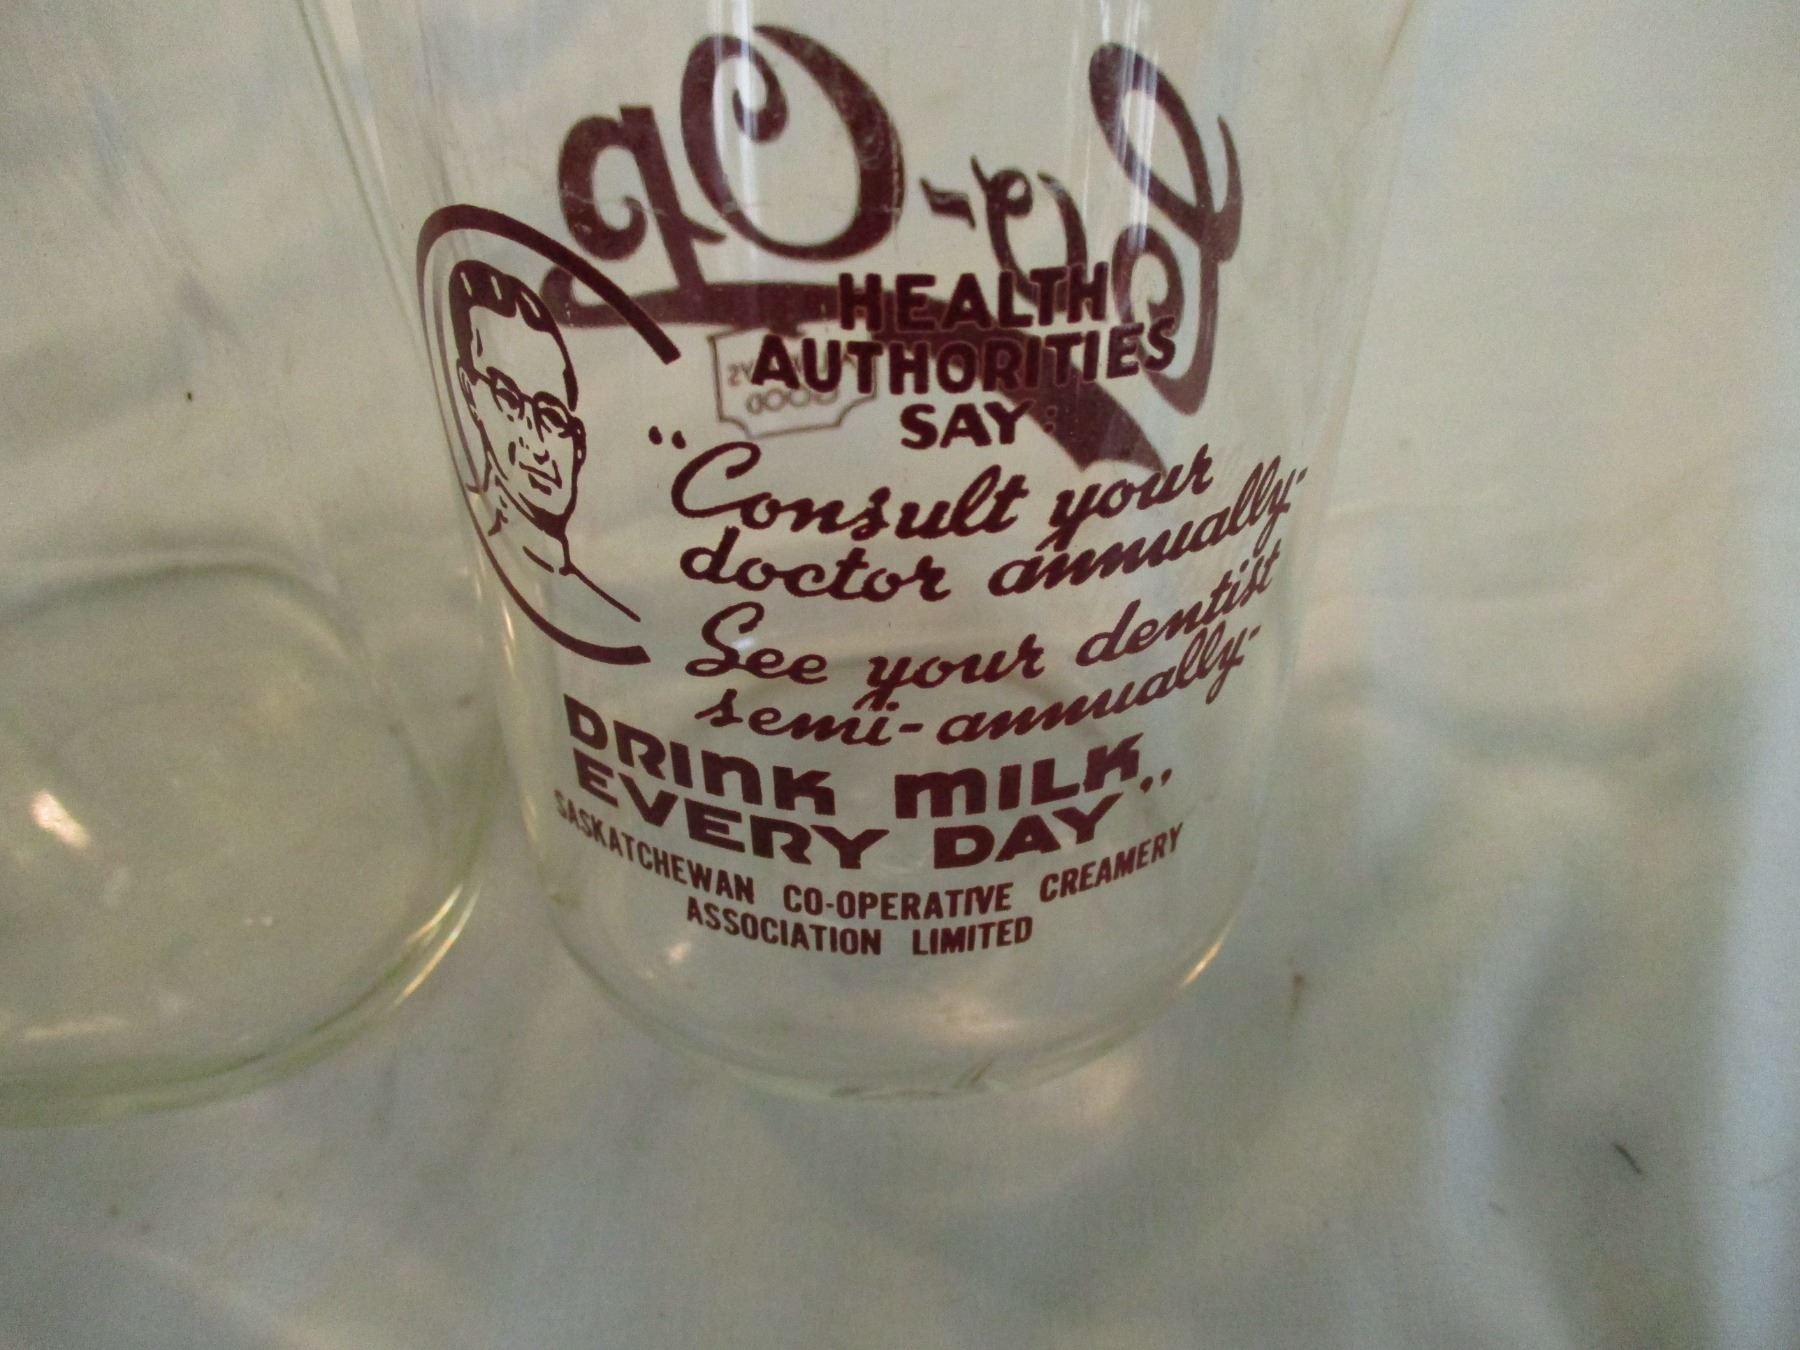 Co-Op
HEALTH
AUTHORITIES
SAY:
"Consult your
doctor annually-
See your dentist
semi-annually-
DRINK MILK
EVERY DAY"
SASKATCHEWAN CO-OPERATIVE CREAMERY
ASSOCIATION LIMITED